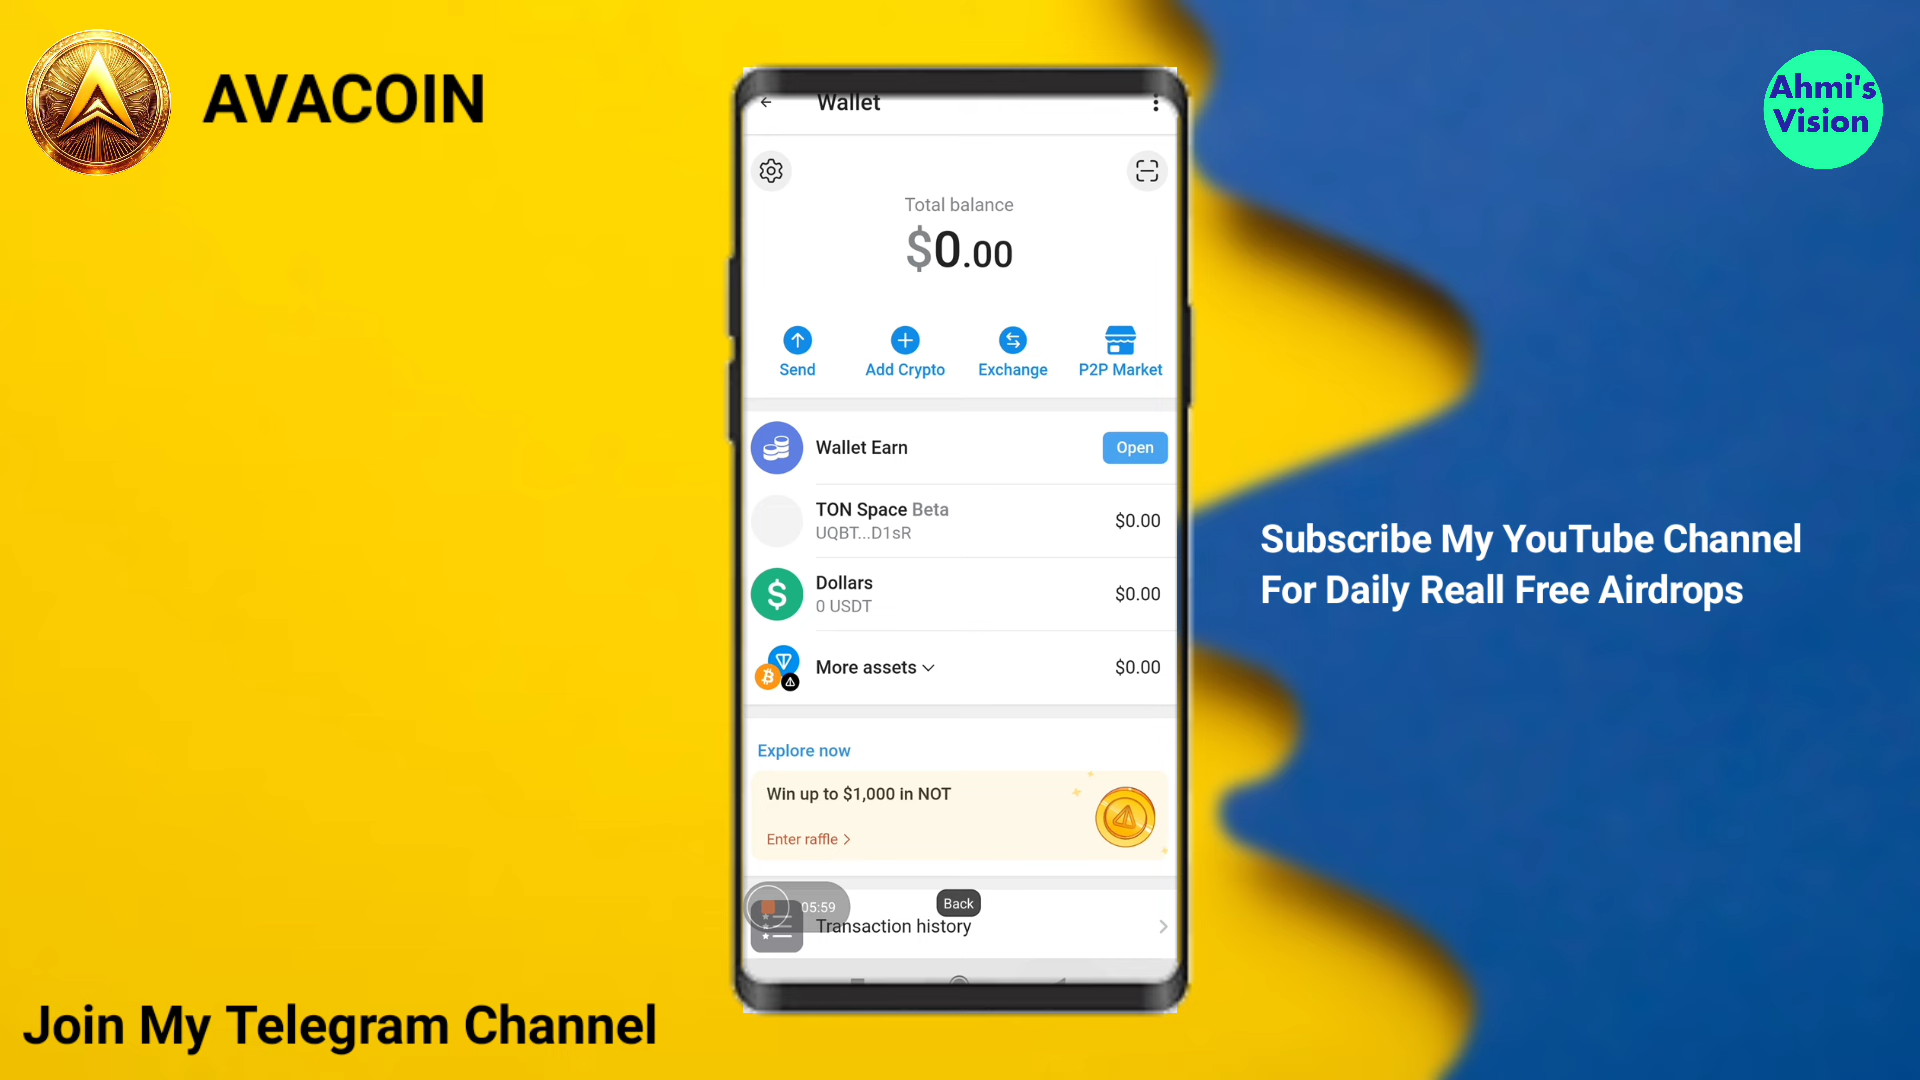 AVACOIN
Ahmi's
Vision
Wallet
Total balance
$0.00
Send
Add Crypto
Exchange
P2P Market
Wallet Earn
Open
TON Space Beta
UQBT...D1sR
$0.00
Dollars
0 USDT
$0.00
More assets
$0.00
Explore now
Win up to $1,000 in NOT
Enter raffle >
05:59
Back
Transaction history
Subscribe My YouTube Channel
For Daily Reall Free Airdrops
Join My Telegram Channel